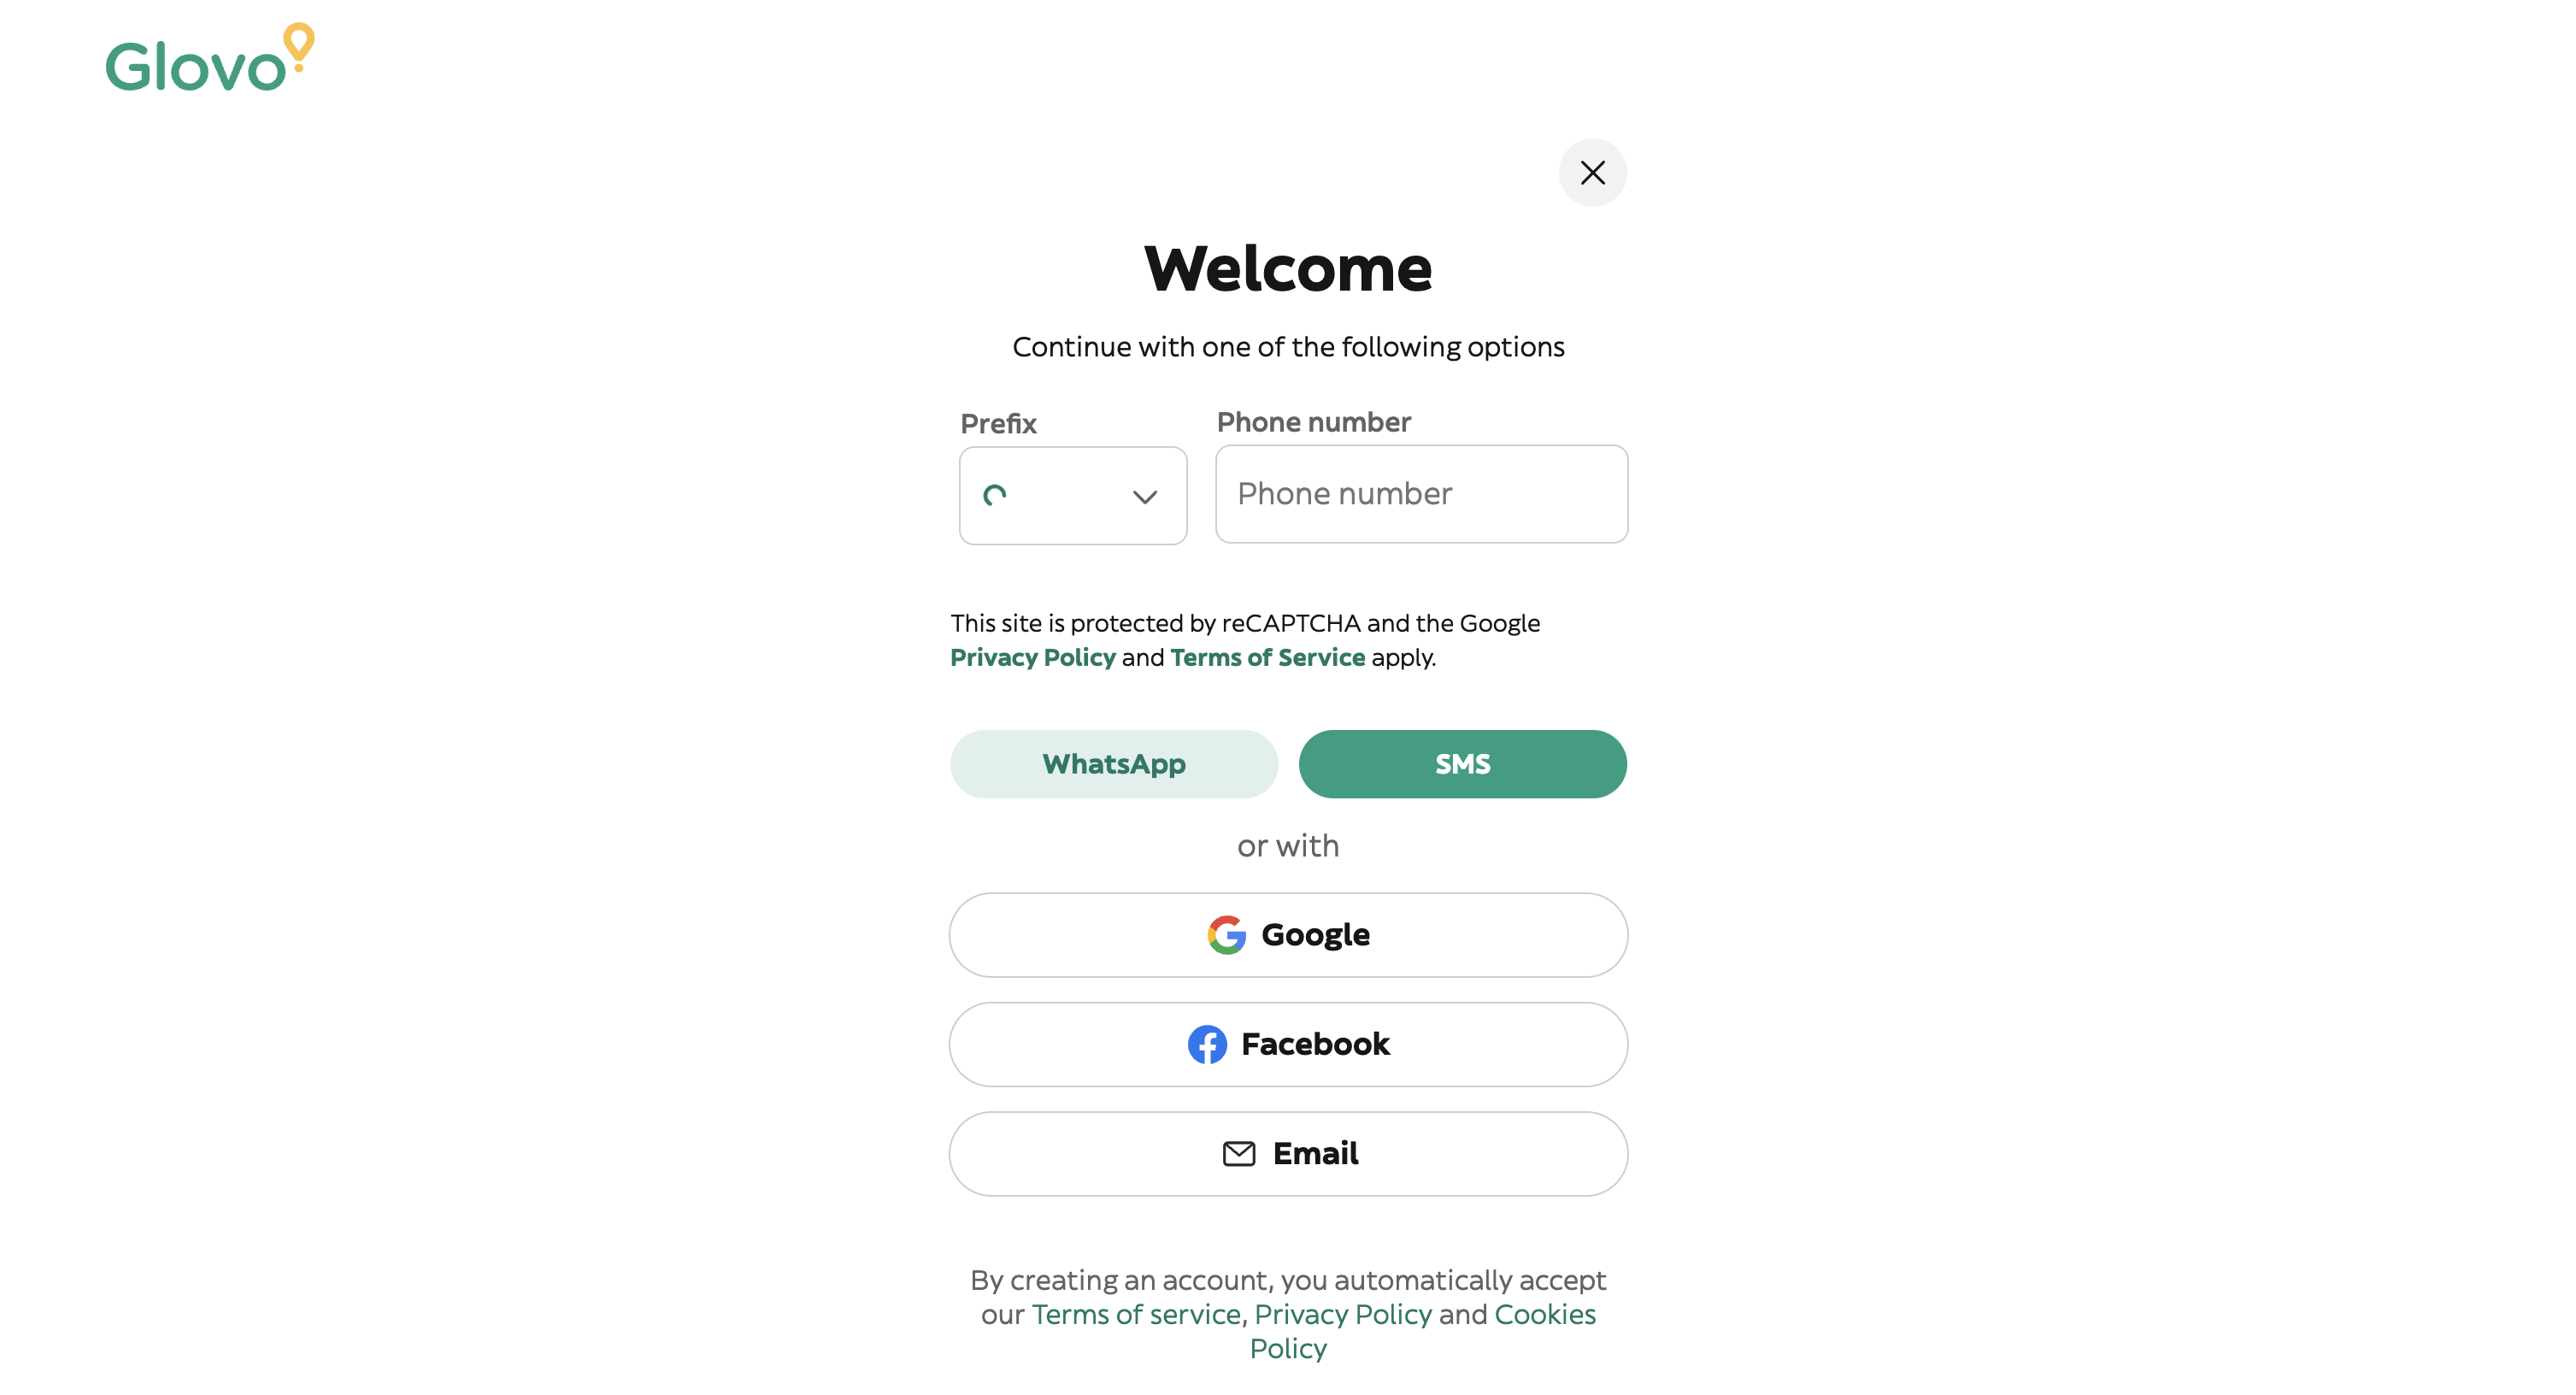 Glovo
Welcome
Continue with one of the following options
Prefix
Phone number
Phone number
This site is protected by reCAPTCHA and the Google
Privacy Policy and Terms of Service apply.
WhatsApp
SMS
or with
Google
Facebook
Email
By creating an account, you automatically accept
our Terms of service, Privacy Policy and Cookies
Policy